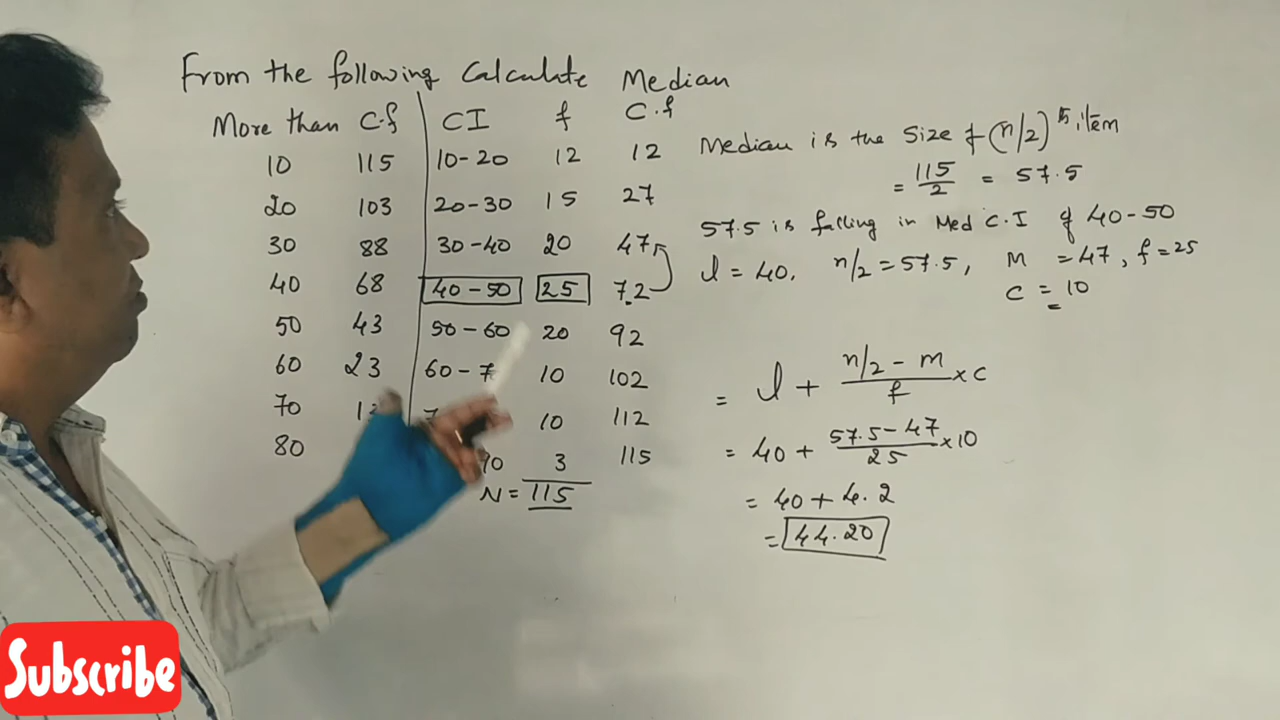 From the following Calculate Median
More than C.f CI f C.f
10 115 10-20 12 12
20 103 20-30 15 27
30 88 30-40 20 47
40 68 40-50 25 72
50 43 50-60 20 92
60 23 60-7 10 102
70 10 112
80 90 3 115
N = 115
Median is the Size of (n/2)th item
= 115/2 = 57.5
57.5 is falling in Med C.I of 40-50
l = 40, n/2 = 57.5, m = 47, f = 25
c = 10
= l + n/2 - m / f × c
= 40 + 57.5 - 47 / 25 × 10
= 40 + 4.2
= 44.20
Subscribe